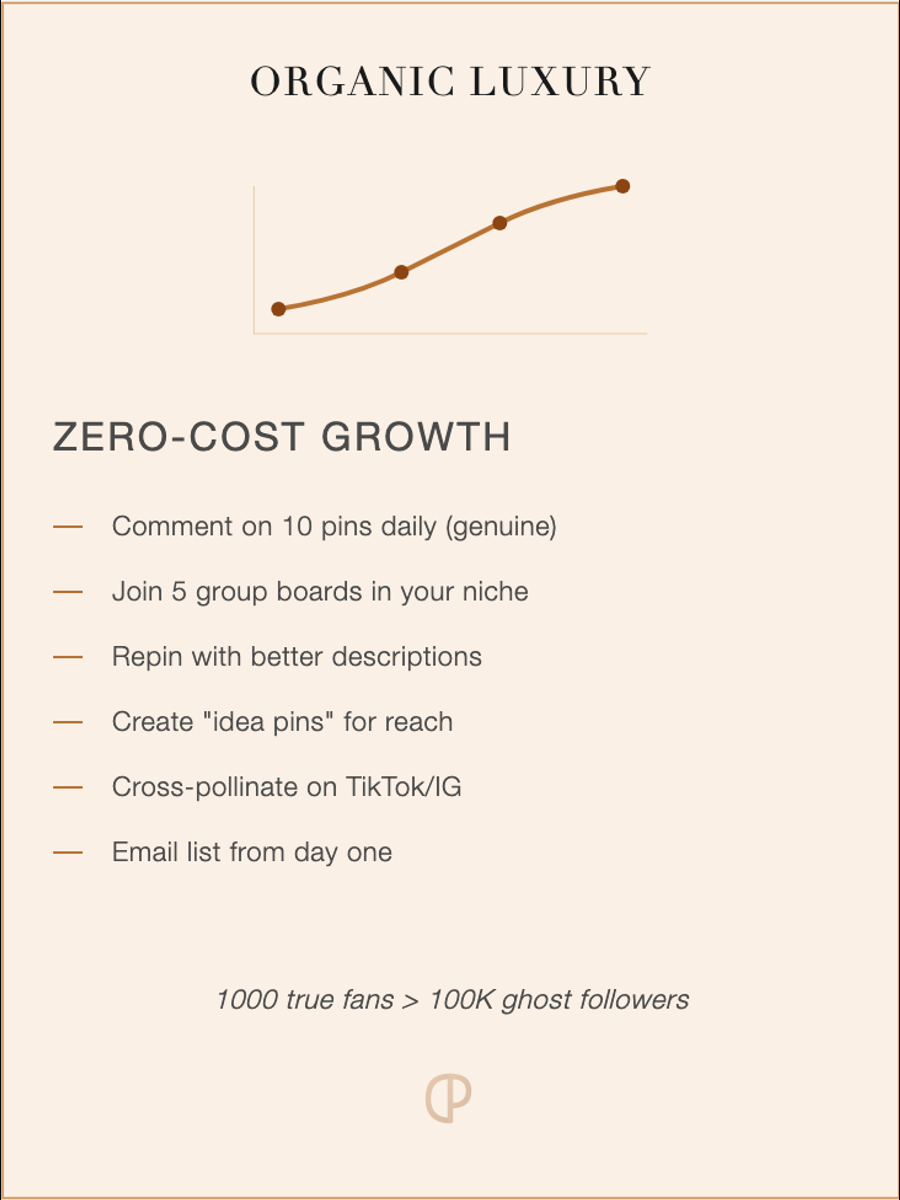 ORGANIC LUXURY
ZERO-COST GROWTH
— Comment on 10 pins daily (genuine)
— Join 5 group boards in your niche
— Repin with better descriptions
— Create "idea pins" for reach
— Cross-pollinate on TikTok/IG
— Email list from day one
1000 true fans > 100K ghost followers